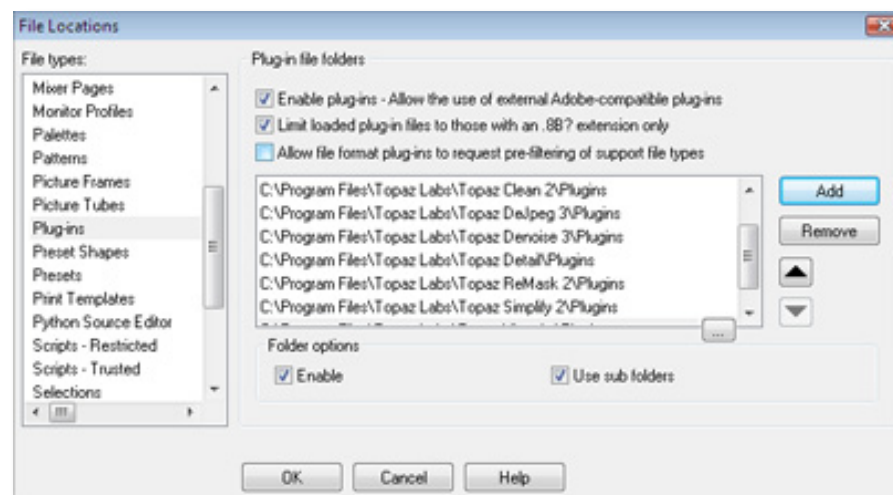 File Locations
File types:
Mixer Pages
Monitor Profiles
Palettes
Patterns
Picture Frames
Picture Tubes
Plug-ins
Preset Shapes
Presets
Print Templates
Python Source Editor
Scripts - Restricted
Scripts - Trusted
Selections
Plug-in file folders
Enable plug-ins - Allow the use of external Adobe-compatible plug-ins
Limit loaded plug-in files to those with an .8B? extension only
Allow file format plug-ins to request pre-filtering of support file types
C:\Program Files\Topaz Labs\Topaz Clean 2\Plugins
C:\Program Files\Topaz Labs\Topaz DeJpeg 3\Plugins
C:\Program Files\Topaz Labs\Topaz Denoise 3\Plugins
C:\Program Files\Topaz Labs\Topaz Detail\Plugins
C:\Program Files\Topaz Labs\Topaz ReMask 2\Plugins
C:\Program Files\Topaz Labs\Topaz Simplify 2\Plugins
...
Add
Remove
Folder options
Enable
Use sub folders
OK
Cancel
Help